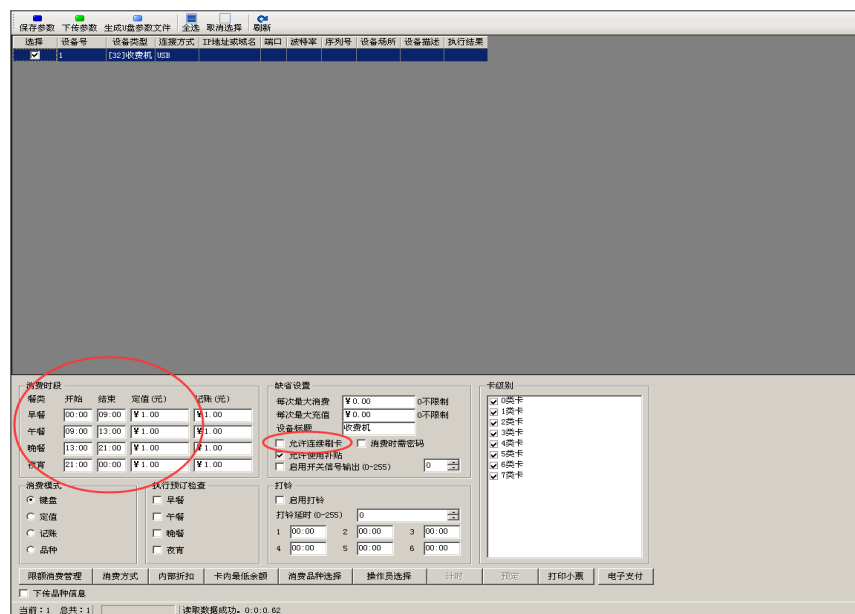 保存参数 下传参数 生成U盘参数文件 全选 取消选择 刷新
选择 设备号 设备类型 连接方式 IP地址或域名 端口 波特率 序列号 设备场所 设备描述 执行结果
1 [32]收费机 USB
消费时段
餐类 开始 结束 定值(元) 记账(元)
早餐 00:00 09:00 ￥1.00 ￥1.00
午餐 09:00 13:00 ￥1.00 ￥1.00
晚餐 13:00 21:00 ￥1.00 ￥1.00
夜宵 21:00 00:00 ￥1.00 ￥1.00
缺省设置
每次最大消费 ￥0.00 0不限制
每次最大充值 ￥0.00 0不限制
设备标题 收费机
允许连续刷卡 消费时需密码
允许使用补贴
启用开关信号输出(0-255) 0
卡级别
0类卡
1类卡
2类卡
3类卡
4类卡
5类卡
6类卡
7类卡
消费模式
键盘
定值
记账
品种
执行预订检查
早餐
午餐
晚餐
夜宵
打铃
启用打铃
打铃延时(0-255) 0
1 00:00 2 00:00 3 00:00
4 00:00 5 00:00 6 00:00
限额消费管理 消费方式 内部折扣 卡内最低余额 消费品种选择 操作员选择 计时 预定 打印小票 电子支付
下传品种信息
当前:1 总共:1 读取数据成功。0:0:0.62